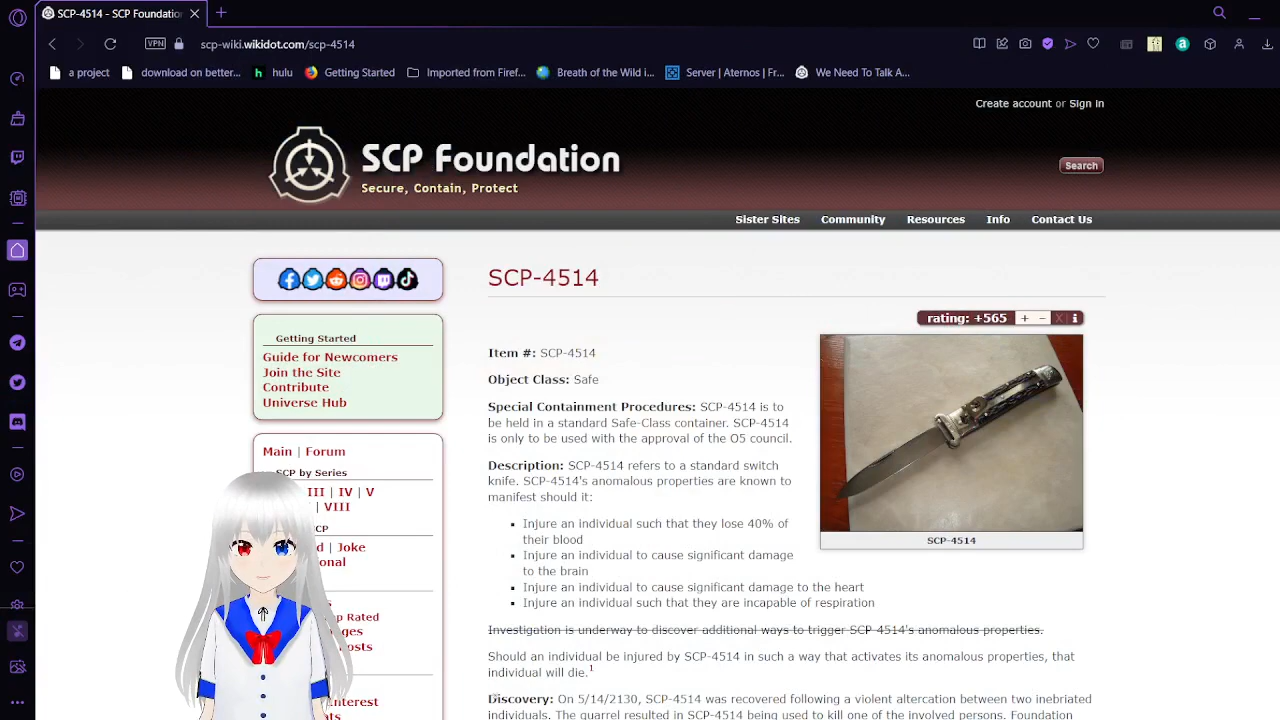 SCP-4514 - SCP Foundation
VPN
scp-wiki.wikidot.com/scp-4514
a project
download on better...
hulu
Getting Started
Imported from Firef...
Breath of the Wild i...
Server | Aternos | Fr...
We Need To Talk A...
Create account or Sign in
SCP Foundation
Secure, Contain, Protect
Search
Sister Sites
Community
Resources
Info
Contact Us
Getting Started
Guide for Newcomers
Join the Site
Contribute
Universe Hub
Main | Forum
SCP by Series
III | IV | V
| VIII
CP
d | Joke
onal
s
p Rated
ges
osts
nterest
ts
SCP-4514
rating: +565 + – X i
Item #: SCP-4514
Object Class: Safe
Special Containment Procedures: SCP-4514 is to
be held in a standard Safe-Class container. SCP-4514
is only to be used with the approval of the O5 council.
Description: SCP-4514 refers to a standard switch
knife. SCP-4514's anomalous properties are known to
manifest should it:
Injure an individual such that they lose 40% of
their blood
Injure an individual to cause significant damage
to the brain
Injure an individual to cause significant damage to the heart
Injure an individual such that they are incapable of respiration
SCP-4514
Investigation is underway to discover additional ways to trigger SCP-4514's anomalous properties.
Should an individual be injured by SCP-4514 in such a way that activates its anomalous properties, that
individual will die.1
Discovery: On 5/14/2130, SCP-4514 was recovered following a violent altercation between two inebriated
individuals. The quarrel resulted in SCP-4514 being used to kill one of the involved persons. Foundation